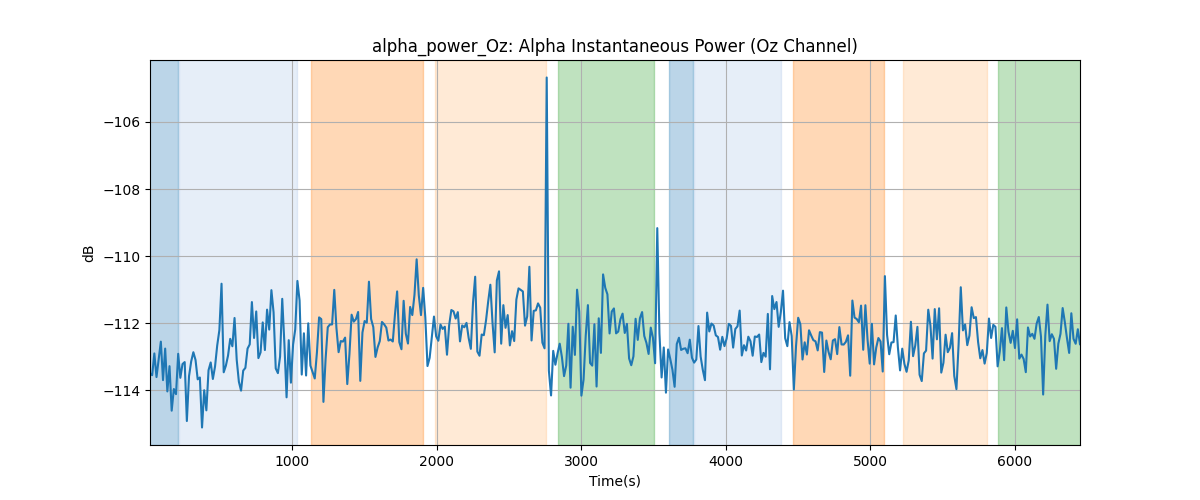 alpha_power_Oz: Alpha Instantaneous Power (Oz Channel)
−106
−108
−110
−112
−114
dB
1000 2000 3000 4000 5000 6000
Time(s)